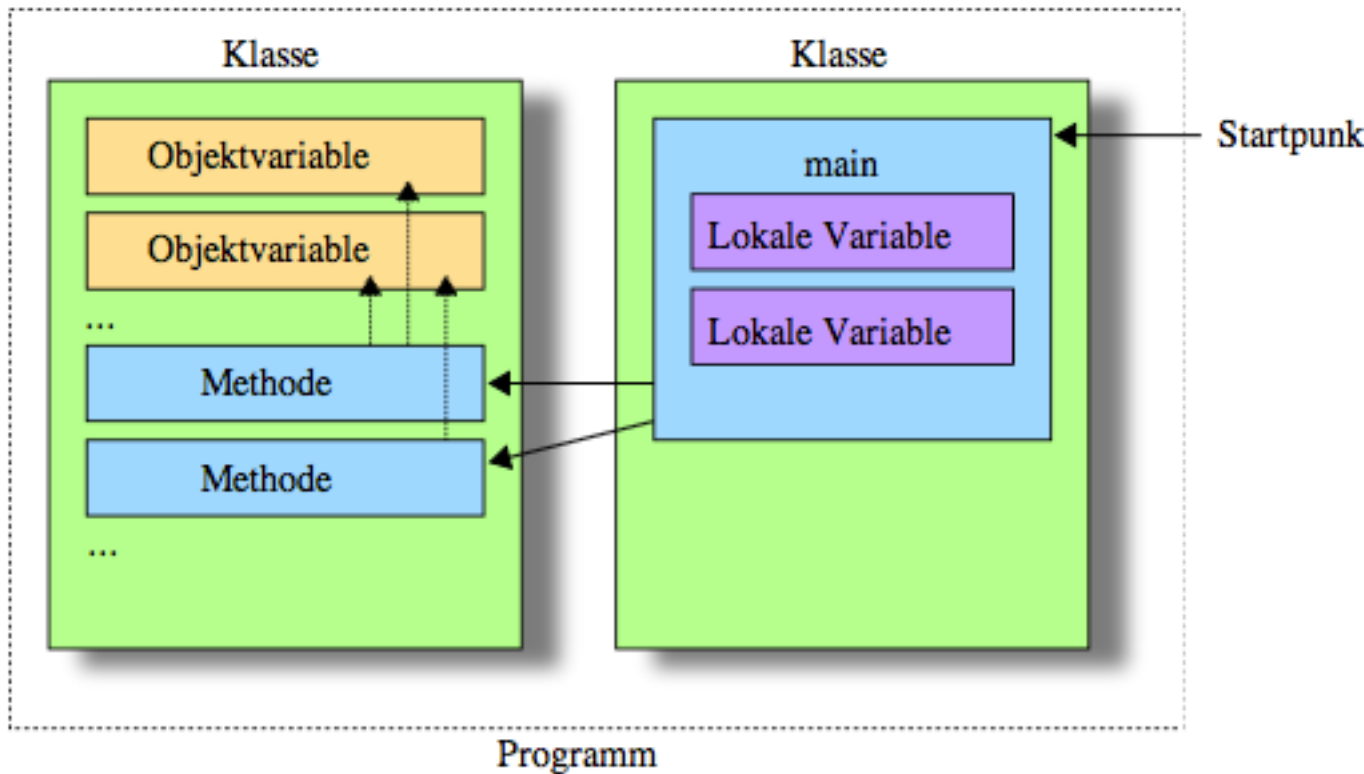 Klasse
Objektvariable
Objektvariable
...
Methode
Methode
...
Klasse
main
Lokale Variable
Lokale Variable
Startpunk
Programm